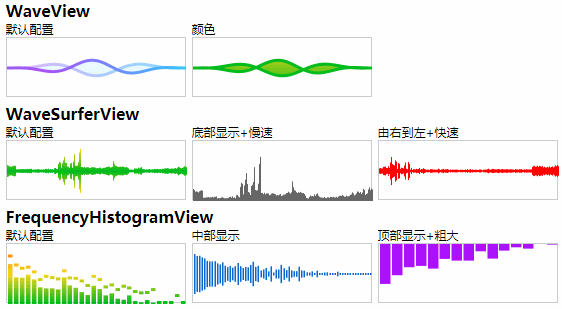 WaveView
默认配置 颜色
WaveSurferView
默认配置 底部显示+慢速 由右到左+快速
FrequencyHistogramView
默认配置 中部显示 顶部显示+粗大